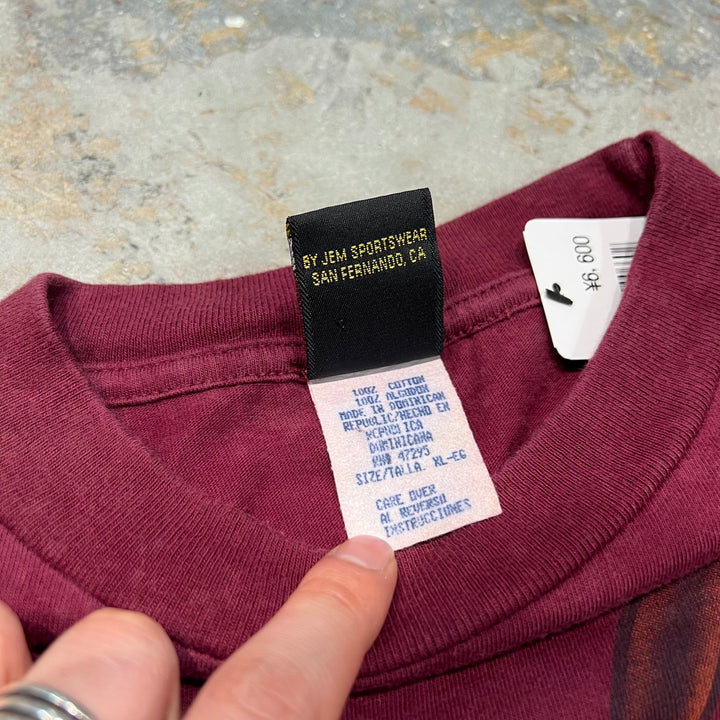 BY JEM SPORTSWEAR
SAN FERNANDO, CA
100% COTTON
100% ALGODON
MADE IN DOMINICAN
REPUBLIC/HECHO EN
REPUBLICA
DOMINICANA
RN# 47295
SIZE/TALLA. XL-EG
CARE OVER
AL REVERSO
INSTRUCCIONES
¥6,600